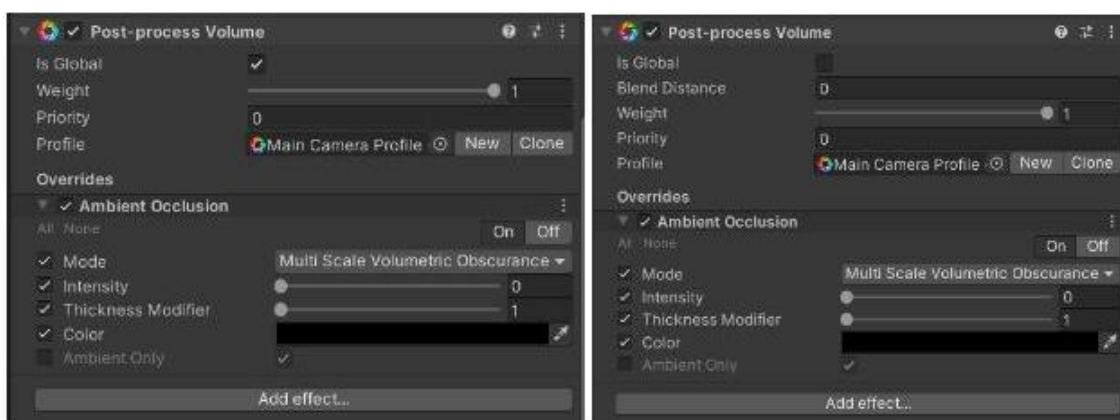 Post-process Volume
Is Global
Weight 1
Priority 0
Profile Main Camera Profile New Clone
Overrides
Ambient Occlusion
All None On Off
Mode Multi Scale Volumetric Obscurance
Intensity 0
Thickness Modifier 1
Color
Ambient Only
Add effect...
Post-process Volume
Is Global
Blend Distance 0
Weight 1
Priority 0
Profile Main Camera Profile New Clone
Overrides
Ambient Occlusion
All None On Off
Mode Multi Scale Volumetric Obscurance
Intensity 0
Thickness Modifier 1
Color
Ambient Only
Add effect...